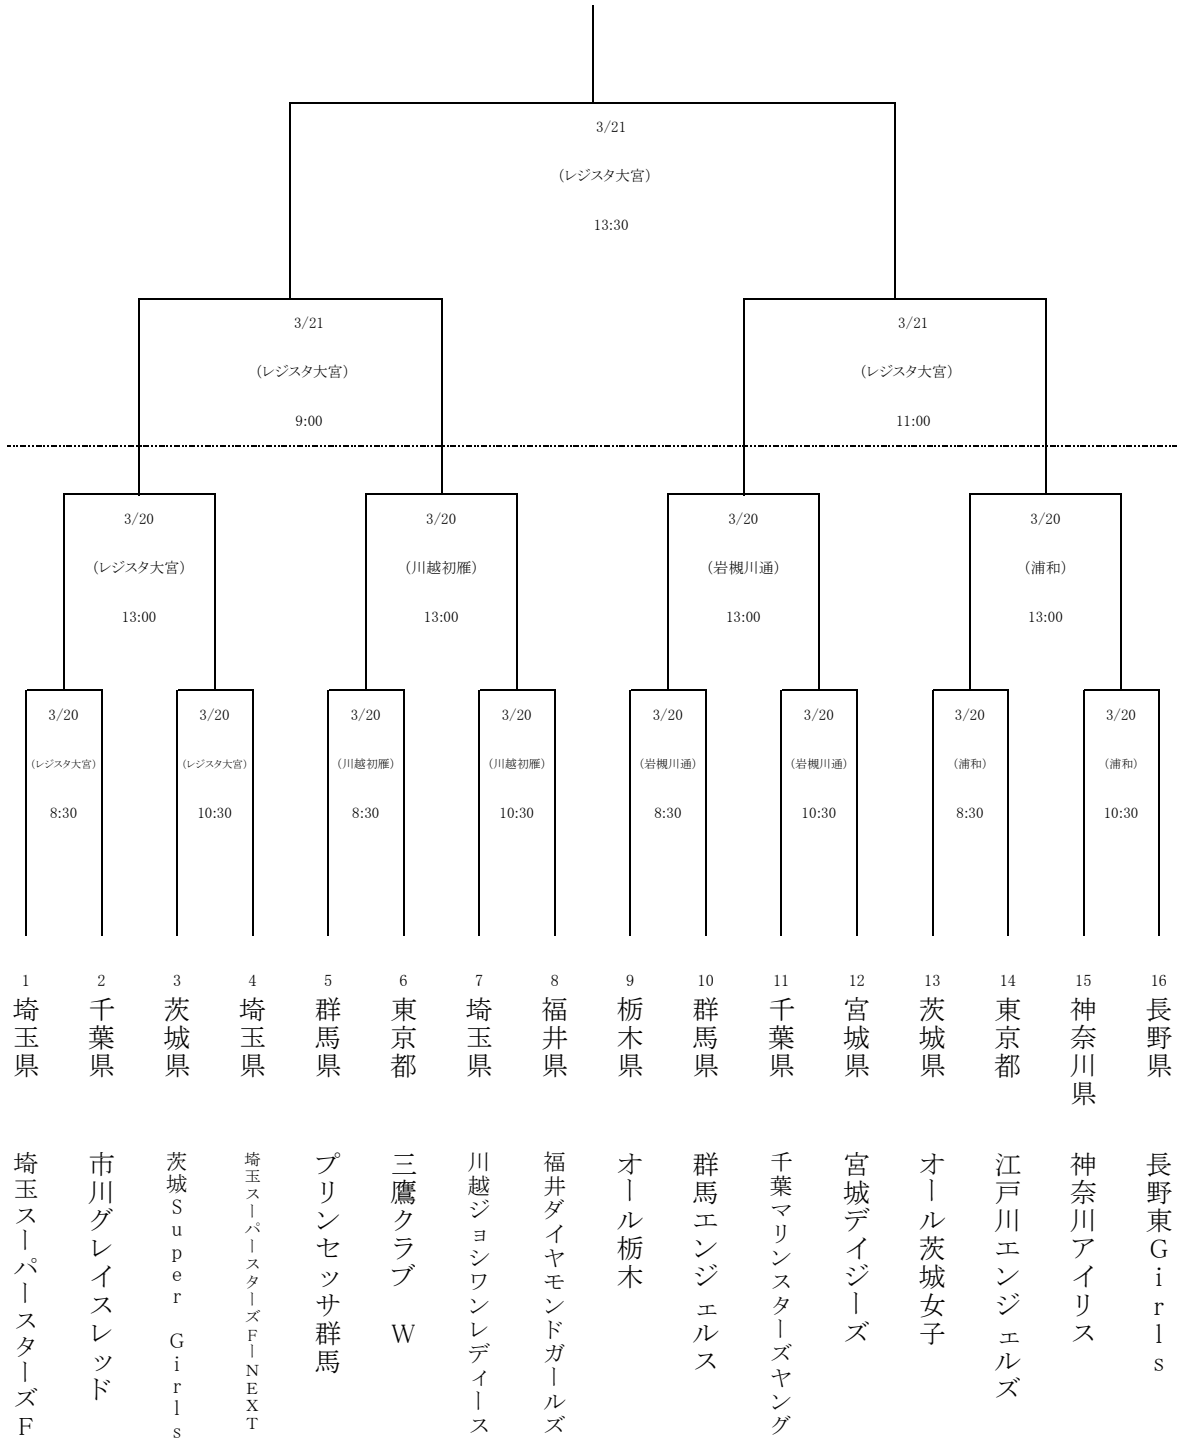 3/21
（レジスタ大宮）
13:30
3/21
（レジスタ大宮）
9:00
3/21
（レジスタ大宮）
11:00
3/20
（レジスタ大宮）
13:00
3/20
（川越初雁）
13:00
3/20
（岩槻川通）
13:00
3/20
（浦和）
13:00
3/20
（レジスタ大宮）
8:30
3/20
（レジスタ大宮）
10:30
3/20
（川越初雁）
8:30
3/20
（川越初雁）
10:30
3/20
（岩槻川通）
8:30
3/20
（岩槻川通）
10:30
3/20
（浦和）
8:30
3/20
（浦和）
10:30
1
埼玉県
埼玉スーパースターズF
2
千葉県
市川グレイスレッド
3
茨城県
茨城Super Girls
4
埼玉県
埼玉スーパースターズFーNEXT
5
群馬県
プリンセッサ群馬
6
東京都
三鷹クラブ W
7
埼玉県
川越ジョシワンレディース
8
福井県
福井ダイヤモンドガールズ
9
栃木県
オール栃木
10
群馬県
群馬エンジェルス
11
千葉県
千葉マリンスターズヤング
12
宮城県
宮城デイジーズ
13
茨城県
オール茨城女子
14
東京都
江戸川エンジェルズ
15
神奈川県
神奈川アイリス
16
長野県
長野東Girls